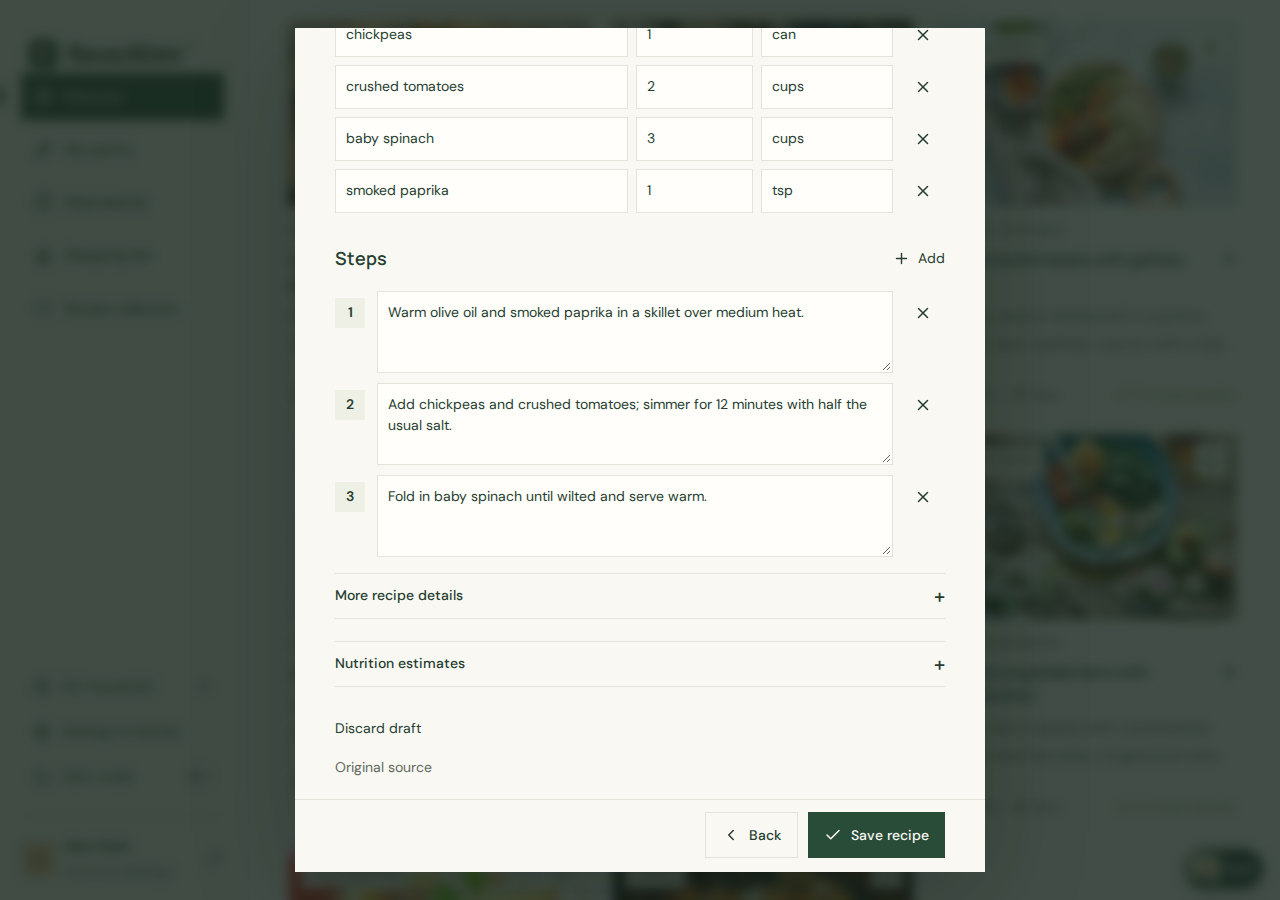 chickpeas 1 can
crushed tomatoes 2 cups
baby spinach 3 cups
smoked paprika 1 tsp
Steps
Add
1 Warm olive oil and smoked paprika in a skillet over medium heat.
2 Add chickpeas and crushed tomatoes; simmer for 12 minutes with half the
usual salt.
3 Fold in baby spinach until wilted and serve warm.
More recipe details +
Nutrition estimates +
Discard draft
Original source
Back
Save recipe